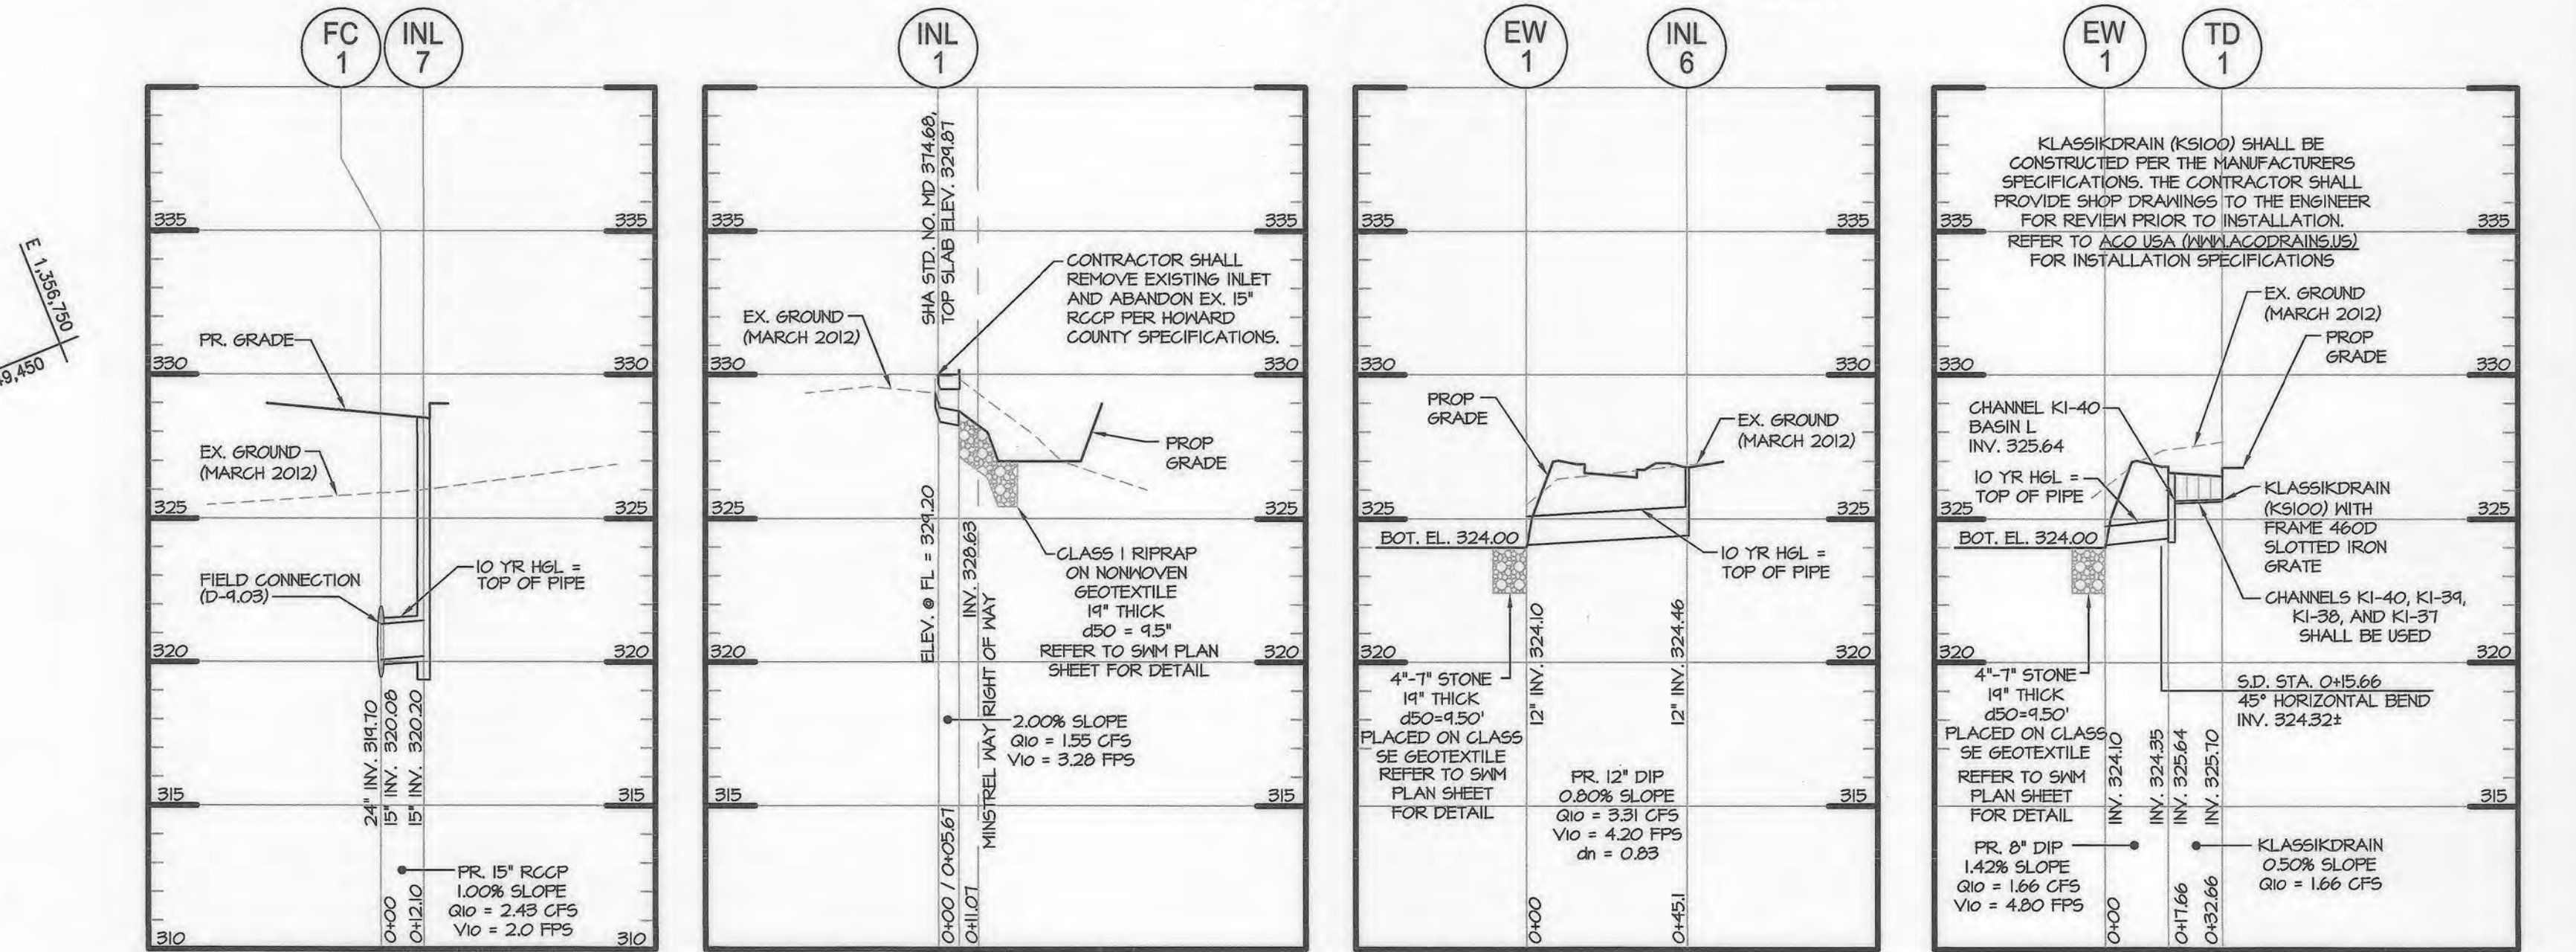 E 1,356,750
9,450
FC
1
INL
7
335
335
PR. GRADE
330
330
EX. GROUND
(MARCH 2012)
325
325
FIELD CONNECTION
(D-9.03)
10 YR HGL =
TOP OF PIPE
320
320
24" INV. 319.70
15" INV. 320.08
15" INV. 320.20
315
315
PR. 15" RCCP
1.00% SLOPE
Q10 = 2.43 CFS
V10 = 2.0 FPS
0+00
0+12.10
310
310
INL
1
SHA STD. NO. MD 374.68,
TOP SLAB ELEV. 329.87
335
335
CONTRACTOR SHALL
REMOVE EXISTING INLET
AND ABANDON EX. 15"
RCCP PER HOWARD
COUNTY SPECIFICATIONS.
EX. GROUND
(MARCH 2012)
330
330
PROP
GRADE
325
325
ELEV. @ FL = 329.20
INV. 328.63
MINSTREL WAY RIGHT OF WAY
CLASS 1 RIPRAP
ON NONWOVEN
GEOTEXTILE
19" THICK
d50 = 9.5"
REFER TO SWM PLAN
SHEET FOR DETAIL
320
320
2.00% SLOPE
Q10 = 1.55 CFS
V10 = 3.28 FPS
315
315
0+00 / 0+05.67
0+11.07
EW
1
INL
6
335
335
330
330
PROP
GRADE
EX. GROUND
(MARCH 2012)
325
325
BOT. EL. 324.00
10 YR HGL =
TOP OF PIPE
12" INV. 324.10
12" INV. 324.46
320
320
4"-7" STONE
19" THICK
d50=9.50'
PLACED ON CLASS
SE GEOTEXTILE
REFER TO SWM
PLAN SHEET
FOR DETAIL
PR. 12" DIP
0.80% SLOPE
Q10 = 3.31 CFS
V10 = 4.20 FPS
dn = 0.83
315
315
0+00
0+45.1
EW
1
TD
1
KLASSIKDRAIN (KS100) SHALL BE
CONSTRUCTED PER THE MANUFACTURERS
SPECIFICATIONS. THE CONTRACTOR SHALL
PROVIDE SHOP DRAWINGS TO THE ENGINEER
FOR REVIEW PRIOR TO INSTALLATION.
REFER TO ACO USA (WWW.ACODRAINS.US)
FOR INSTALLATION SPECIFICATIONS
335
335
EX. GROUND
(MARCH 2012)
PROP
GRADE
330
330
CHANNEL K1-40
BASIN L
INV. 325.64
10 YR HGL =
TOP OF PIPE
325
325
BOT. EL. 324.00
KLASSIKDRAIN
(KS100) WITH
FRAME 460D
SLOTTED IRON
GRATE
CHANNELS K1-40, K1-39,
K1-38, AND K1-37
SHALL BE USED
320
320
4"-7" STONE
19" THICK
d50=9.50'
PLACED ON CLASS
SE GEOTEXTILE
REFER TO SWM
PLAN SHEET
FOR DETAIL
S.D. STA. 0+15.66
45° HORIZONTAL BEND
INV. 324.32±
INV. 324.10
INV. 324.35
INV. 325.64
INV. 325.70
315
315
PR. 8" DIP
1.42% SLOPE
Q10 = 1.66 CFS
V10 = 4.80 FPS
KLASSIKDRAIN
0.50% SLOPE
Q10 = 1.66 CFS
0+00
0+17.66
0+32.66